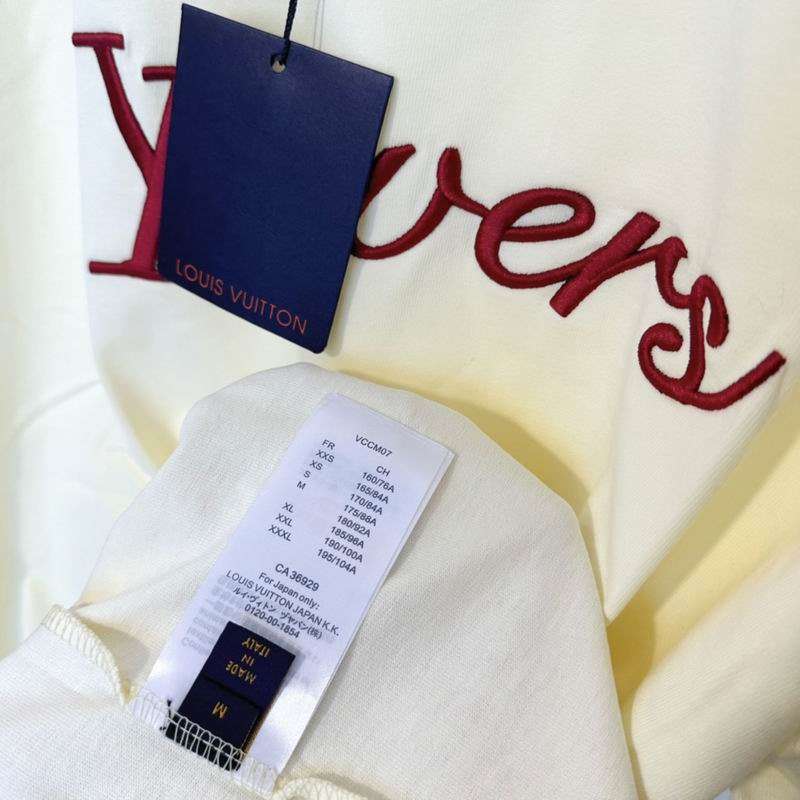 Y vers
LOUIS VUITTON
VCCM07
FR CH
XXS 160/76A
XS 165/84A
S 170/84A
M 175/88A
XL 180/92A
XXL 185/96A
XXXL 190/100A
195/104A
CA 36929
For Japan only:
LOUIS VUITTON JAPAN K.K.
ルイ・ヴィトン ジャパン(株)
0120-00-1854
MADE
IN
ITALY
M